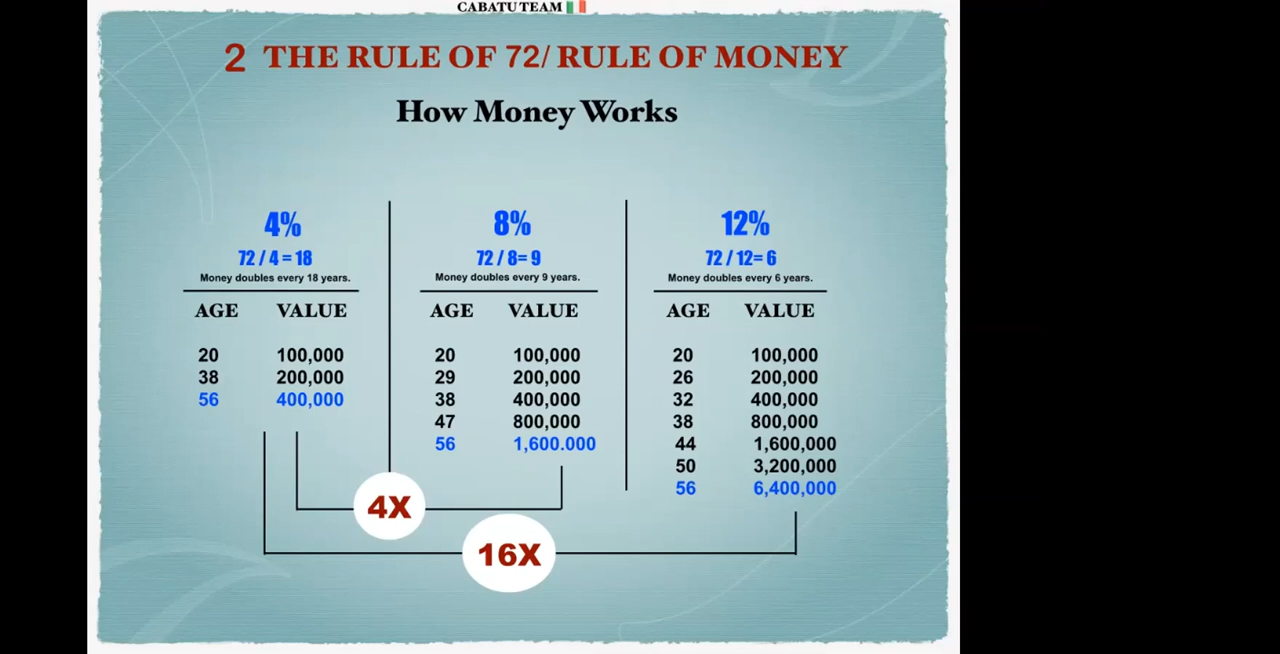 CABATU TEAM
2 THE RULE OF 72/ RULE OF MONEY
How Money Works
4%
72 / 4 = 18
Money doubles every 18 years.
AGE VALUE
20 100,000
38 200,000
56 400,000
8%
72 / 8= 9
Money doubles every 9 years.
AGE VALUE
20 100,000
29 200,000
38 400,000
47 800,000
56 1,600.000
12%
72 / 12= 6
Money doubles every 6 years.
AGE VALUE
20 100,000
26 200,000
32 400,000
38 800,000
44 1,600,000
50 3,200,000
56 6,400,000
4X
16X